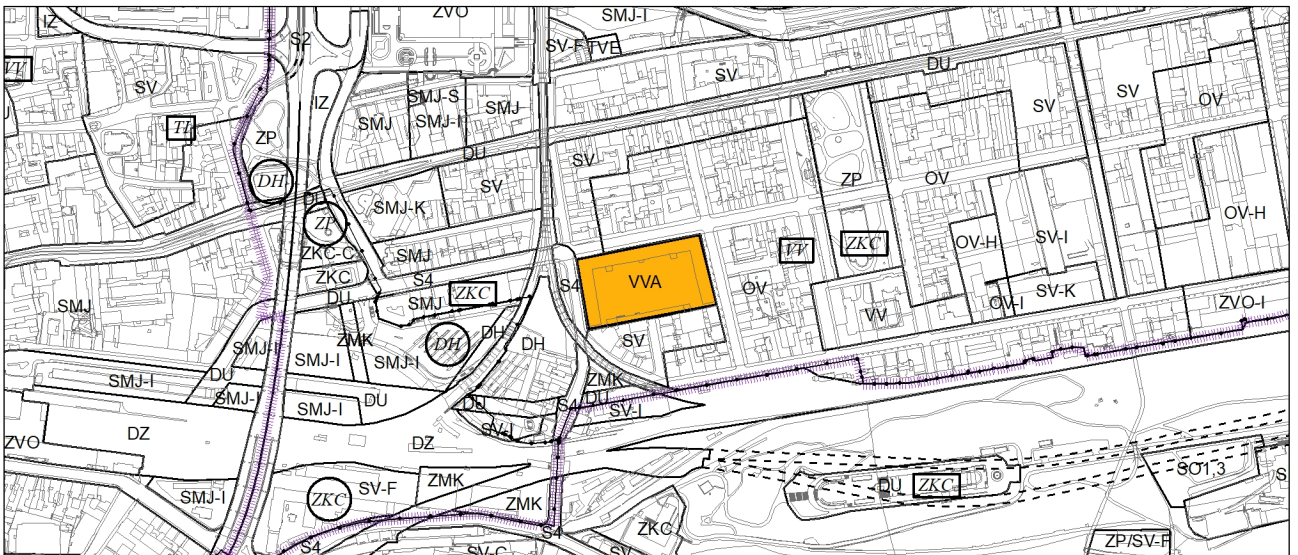 IZ
S2
ZVO
SMJ-I
SV-F
TVE
VV
SV
SMJ-S
SMJ
SV
DU
SV
SV
OV
IZ
SMJ
SMJ-I
ZP
DU
SV
SV
ZP
OV
DH
ZP
SMJ-K
OV-H
ZKC-C
SMJ
VV
ZKC
OV-H
SV-I
ZKC
S4
S4
VVA
OV
SMJ
DU
SMJ
ZKC
OV-I
SV-K
ZVO-I
VV
SMJ-I
SMJ-I
ZMK
SMJ-I
DH
DH
DH
SV
SMJ-I
DU
SMJ-I
SMJ-I
DU
DU
ZMK
DU
S4
SV-I
SV-I
ZVO
DZ
DZ
SMJ-I
ZKC
SV-F
ZMK
ZMK
DU
ZKC
SO1,3
S4
S4
ZKC
SV-C
SV
ZP/SV-F